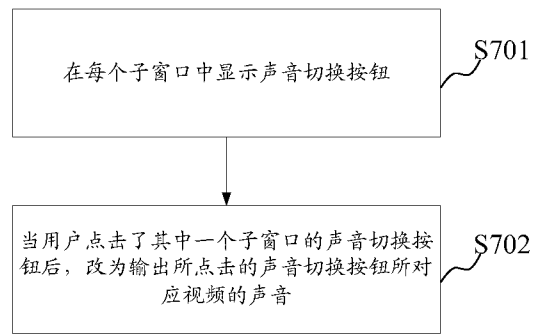 在每个子窗口中显示声音切换按钮
S701
当用户点击了其中一个子窗口的声音切换按
钮后，改为输出所点击的声音切换按钮所对
应视频的声音
S702